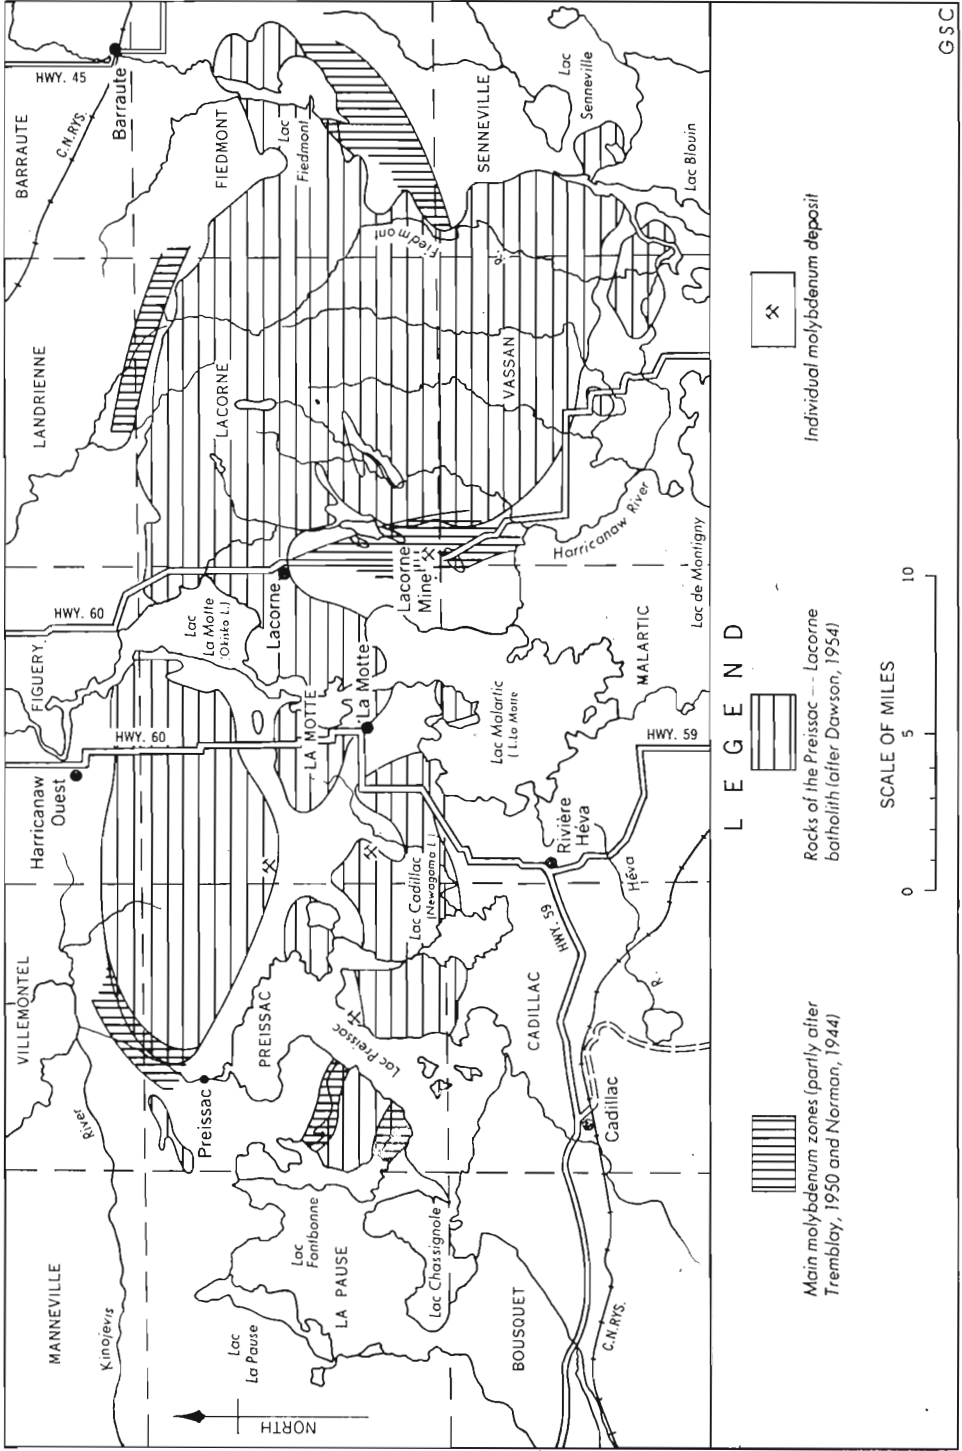 MANNEVILLE
VILLEMONTEL
Harricanaw
Ouest
FIGUERY
LANDRIENNE
BARRAUTE
HWY. 60
HWY. 60
HWY. 45
C.N.RYS.
Barraute
Kinojevis
River
Lac
La Motte
(Okisko L.)
LACORNE
FIEDMONT
Lac
Fiedmont
Preissac
PREISSAC
Lacorne
LA MOTTE
La Motte
Lac
La Pause
Lac
Fontbonne
LA PAUSE
Lac Preissac
Lac Cadillac
(Newagama L.)
Lacorne
Mine
Fiedmont
R.
SENNEVILLE
Lac
Senneville
VASSAN
Lac Chassignole
Lac Malartic
( L.La Motte
Harricanaw River
BOUSQUET
CADILLAC
HWY. 59
Rivière
Héva
Héva
R.
MALARTIC
HWY. 59
Lac de Montigny
Lac Blouin
C.N.RYS.
Cadillac
NORTH
LEGEND
Main molybdenum zones (partly after
Tremblay, 1950 and Norman, 1944)
Rocks of the Preissac — Lacorne
batholith (after Dawson, 1954)
Individual molybdenum deposit
SCALE OF MILES
0 5 10
GSC